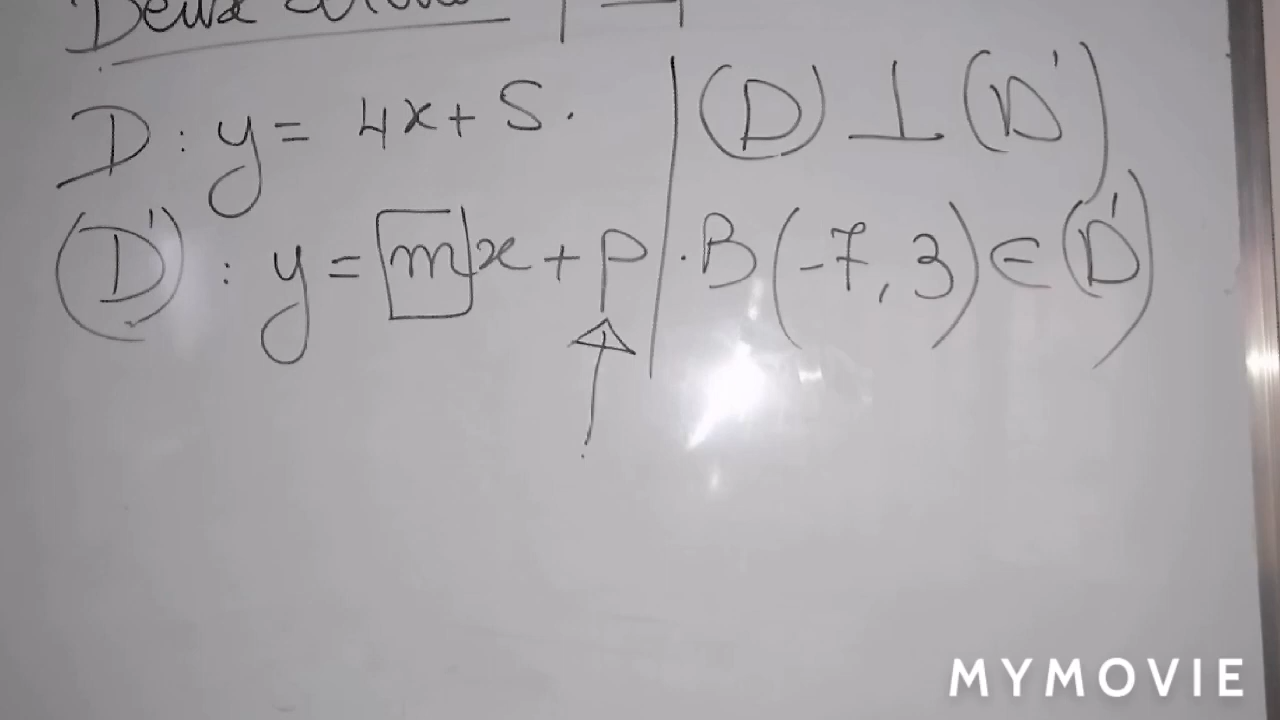 D : y = 4x + 5.
(D) ⊥ (D')
(D') : y = mx + p
. B(-7, 3) ∈ (D')
MYMOVIE